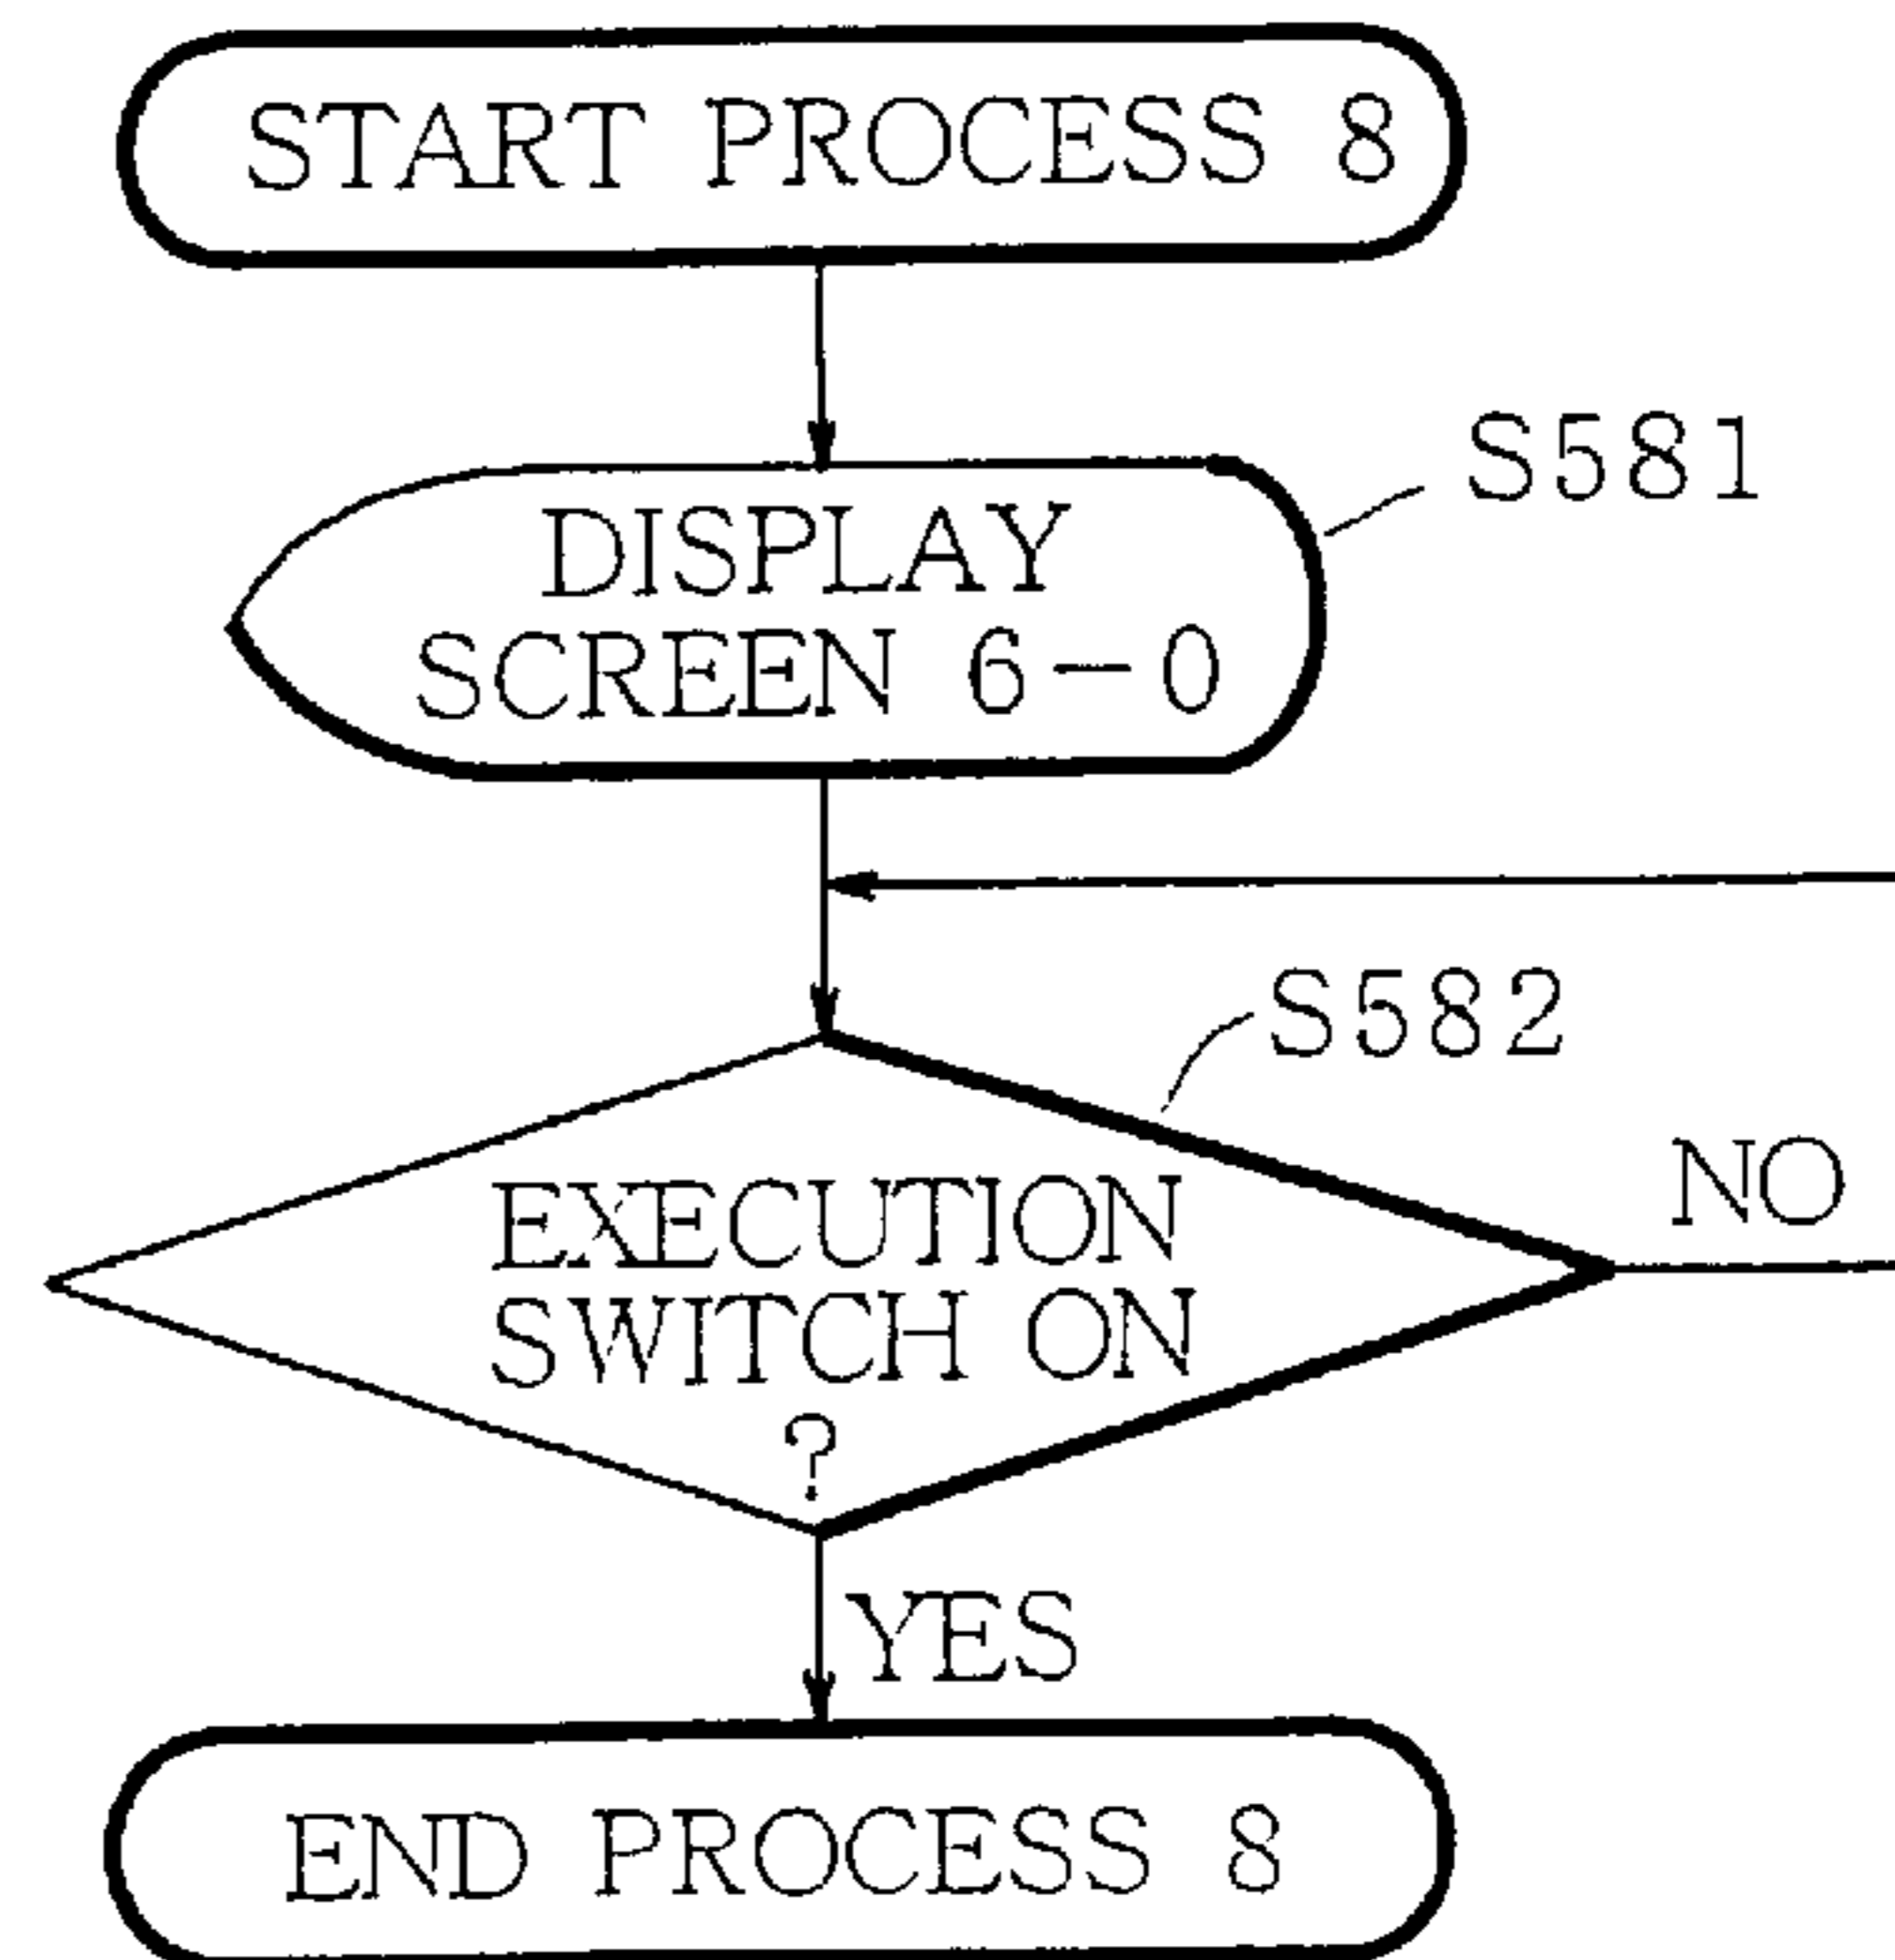 START PROCESS 8
S581
DISPLAY
SCREEN 6-0
S582
NO
EXECUTION
SWITCH ON
?
YES
END PROCESS 8